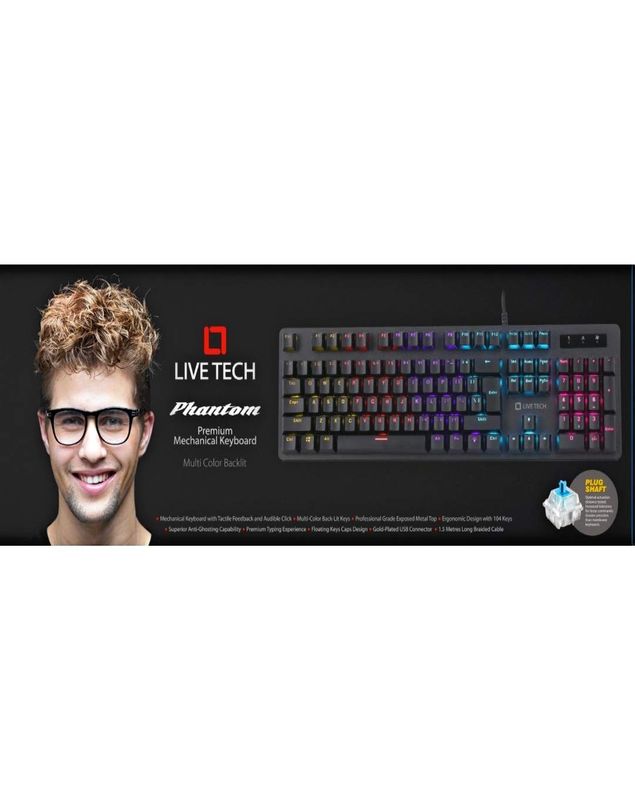 LIVE TECH
Phantom
Premium
Mechanical Keyboard
Multi Color Backlit
LIVE TECH
PLUG
SHAFT
• Mechanical Keyboard with Tactile Feedback and Audible Click • Multi-Color Back Lit Keys • Professional Grade Exposed Metal Top • Ergonomic Design with 104 Keys
• Superior Anti-Ghosting Capability • Premium Typing Experience • Floating Keys Caps Design • Gold-Plated USB Connector • 1.5 Metres Long Braided Cable